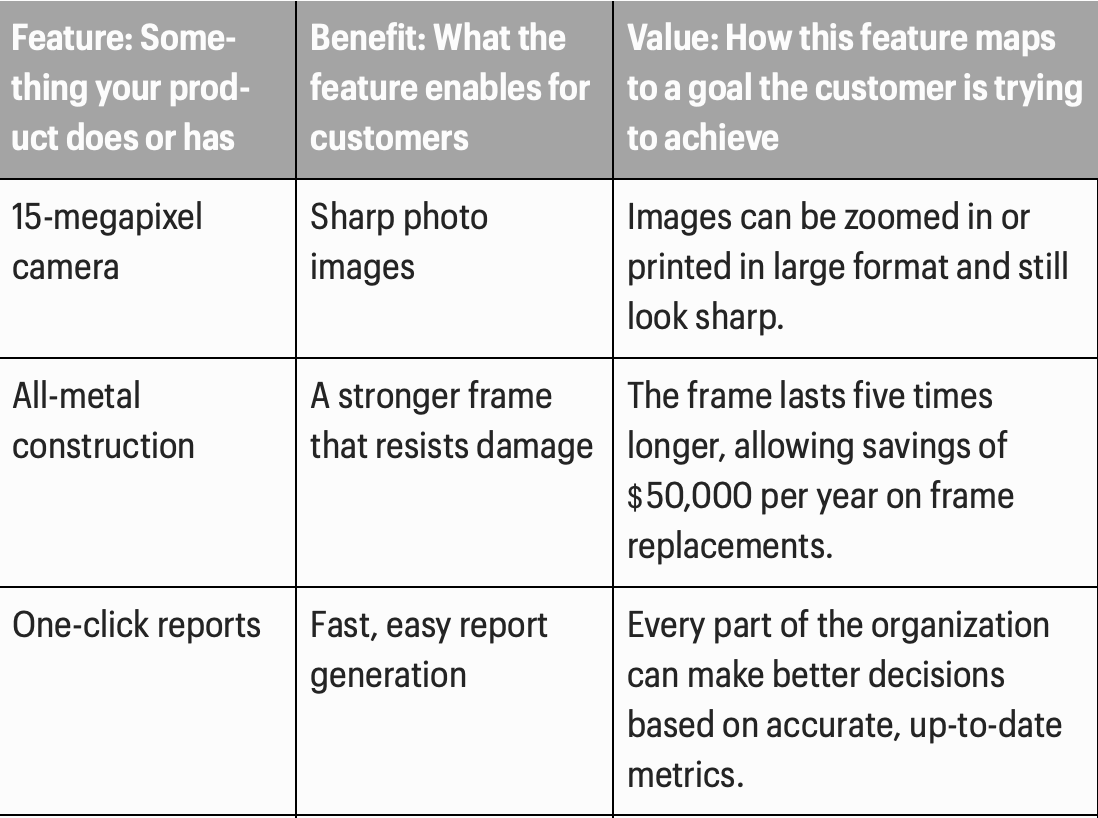 Feature: Some-
thing your prod-
uct does or has
Benefit: What the
feature enables for
customers
Value: How this feature maps
to a goal the customer is trying
to achieve
15-megapixel
camera
Sharp photo
images
Images can be zoomed in or
printed in large format and still
look sharp.
All-metal
construction
A stronger frame
that resists damage
The frame lasts five times
longer, allowing savings of
$50,000 per year on frame
replacements.
One-click reports
Fast, easy report
generation
Every part of the organization
can make better decisions
based on accurate, up-to-date
metrics.